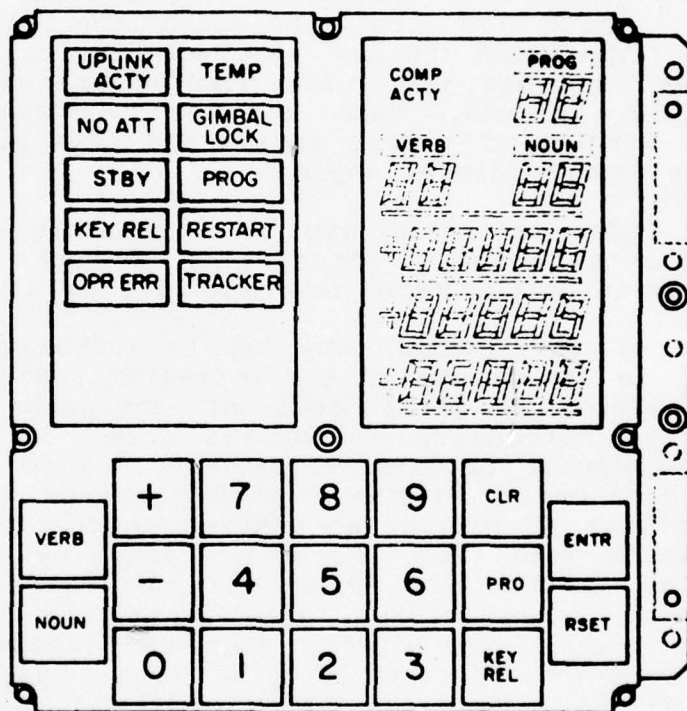 UPLINK
ACTY
TEMP
NO ATT
GIMBAL
LOCK
STBY
PROG
KEY REL
RESTART
OPR ERR
TRACKER
COMP
ACTY
PROG
VERB
NOUN
+ 7 8 9 CLR
VERB
ENTR
- 4 5 6 PRO
NOUN
RSET
0 1 2 3 KEY
REL